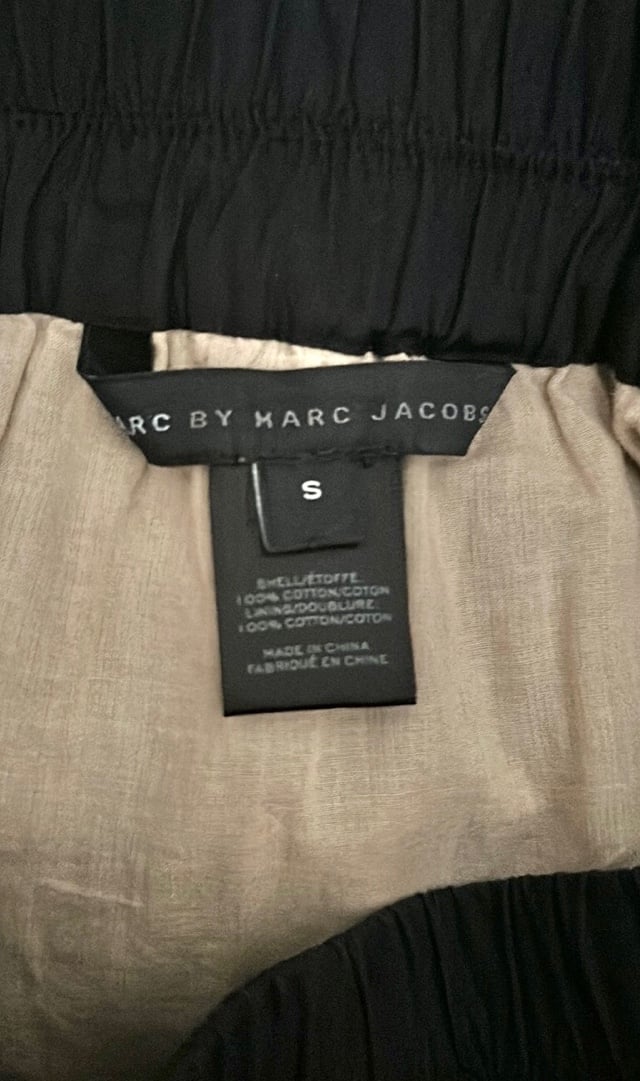 ARC BY MARC JACOBS
S
SHELL/ÉTOFFE
100% COTTON/COTON
LINING/DOUBLURE
100% COTTON/COTON
MADE IN CHINA
FABRIQUÉ EN CHINE